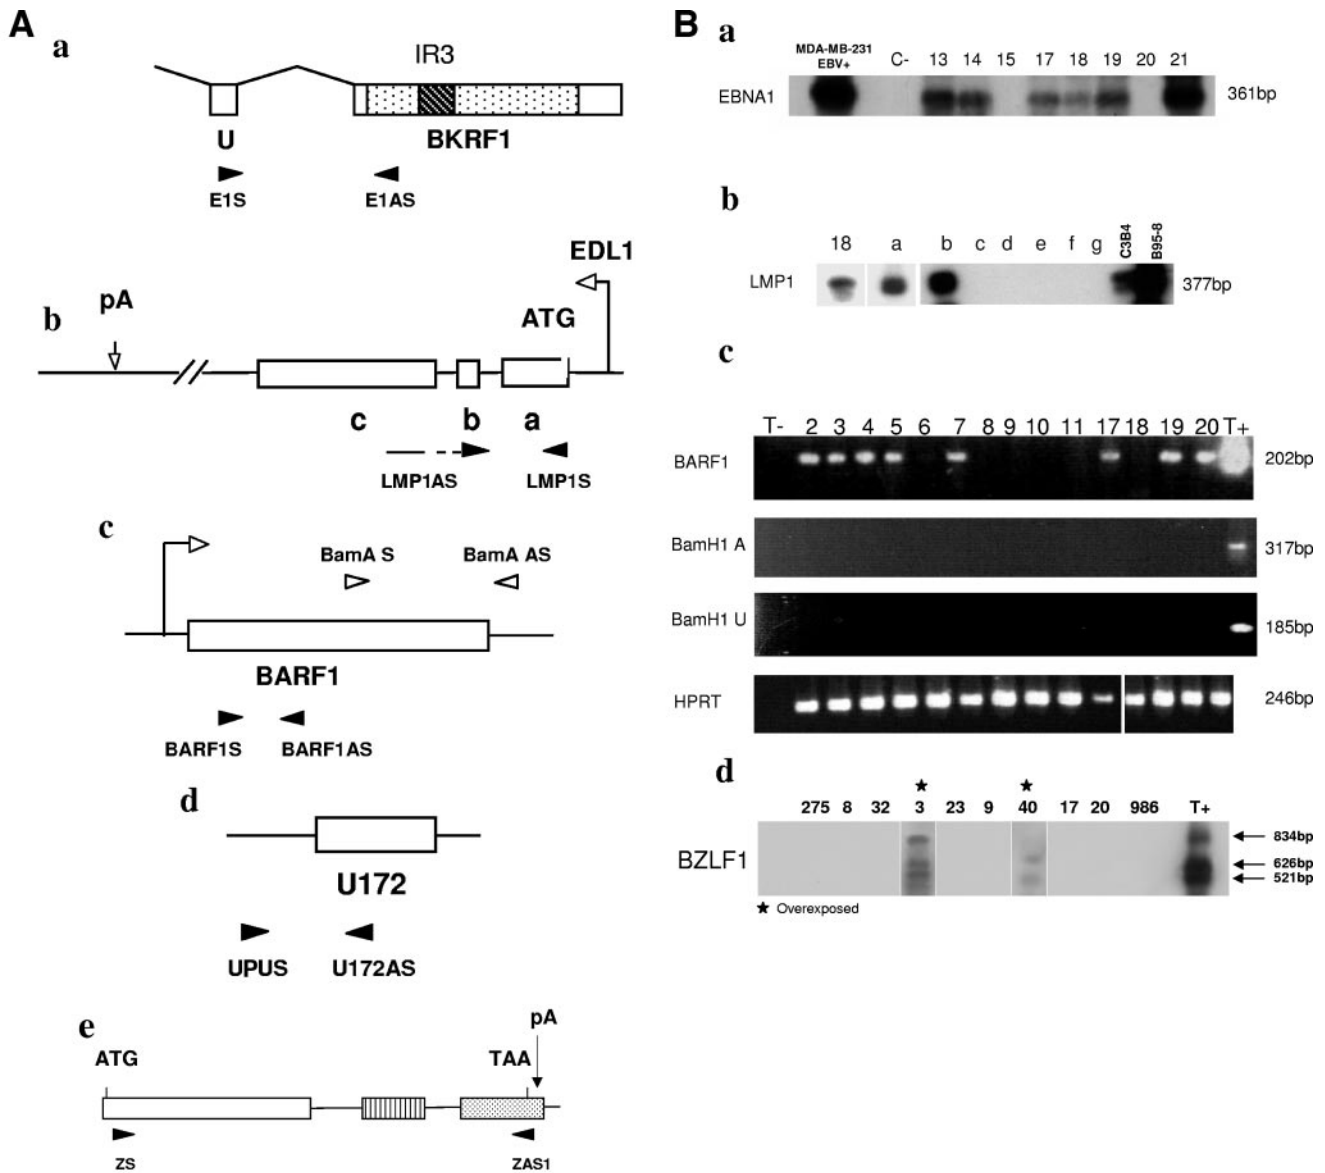 A
a
IR3
U
BKRF1
E1S
E1AS
EDL1
pA
b
ATG
c b a
LMP1AS
LMP1S
c
BamA S
BamA AS
BARF1
BARF1S
BARF1AS
d
U172
UPUS
U172AS
e
pA
ATG
TAA
ZS
ZAS1
B
a
MDA-MB-231
EBV+
C- 13 14 15 17 18 19 20 21
EBNA1
361bp
b
18 a b c d e f g C3B4 B95-8
LMP1
377bp
c
T- 2 3 4 5 6 7 8 9 10 11 17 18 19 20 T+
BARF1
202bp
BamH1 A
317bp
BamH1 U
185bp
HPRT
246bp
d
★ ★
275 8 32 3 23 9 40 17 20 986 T+
BZLF1
834bp
626bp
521bp
★ Overexposed